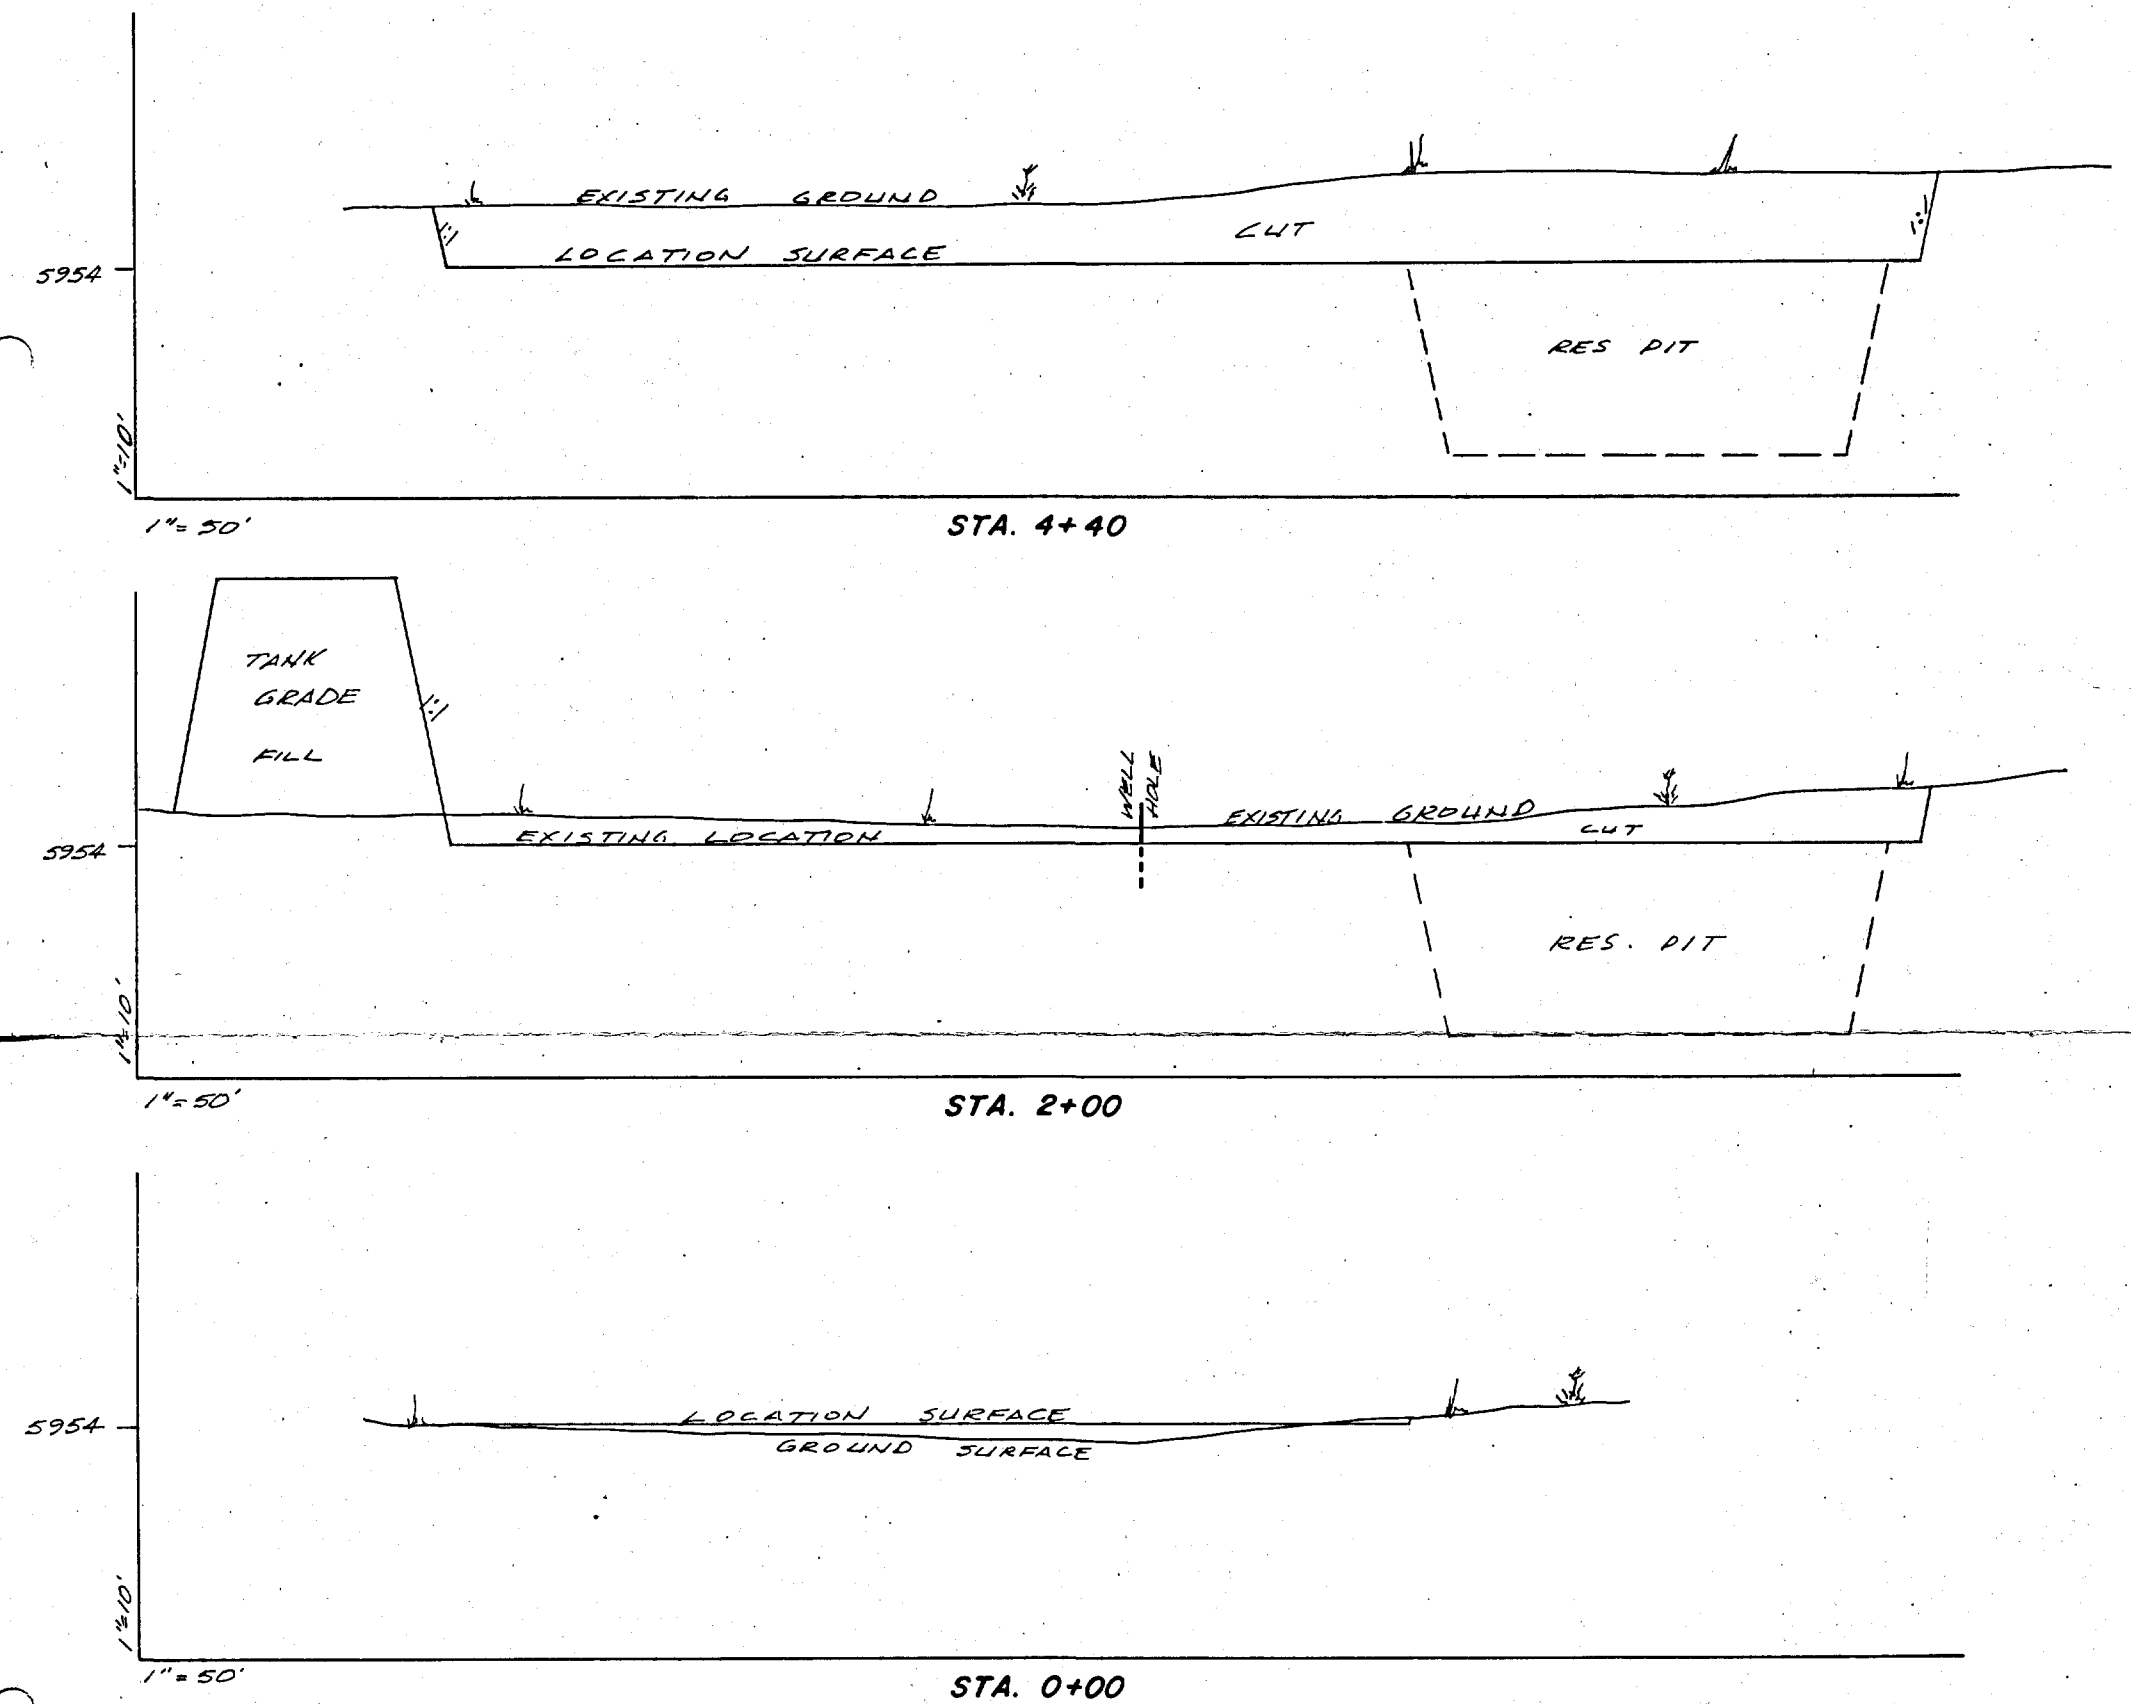 EXISTING GROUND
1:1
CUT
1:1
LOCATION SURFACE
5954
RES PIT
1"=10'
1"=50'
STA. 4+40
TANK
GRADE
FILL
1:1
WELL
HOLE
EXISTING GROUND
CUT
EXISTING LOCATION
5954
RES. PIT
1"=10'
1"=50'
STA. 2+00
LOCATION SURFACE
5954
GROUND SURFACE
1"=10'
1"=50'
STA. 0+00